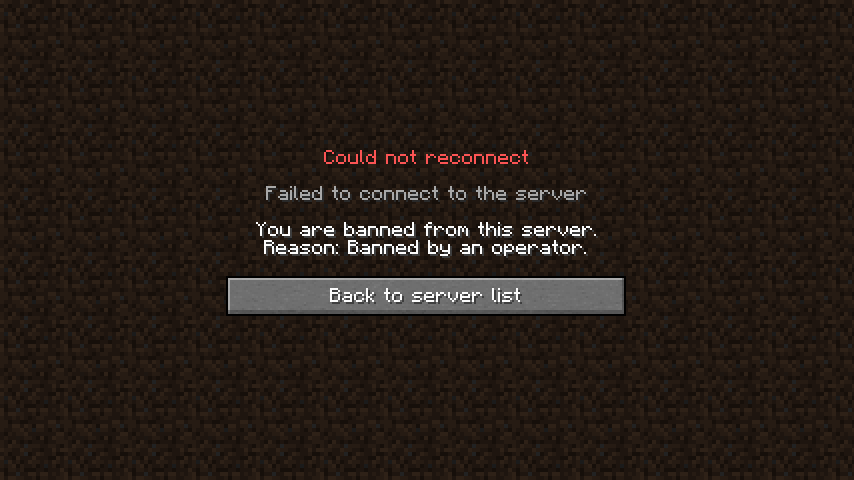 Could not reconnect
Failed to connect to the server
You are banned from this server.
Reason: Banned by an operator.
Back to server list